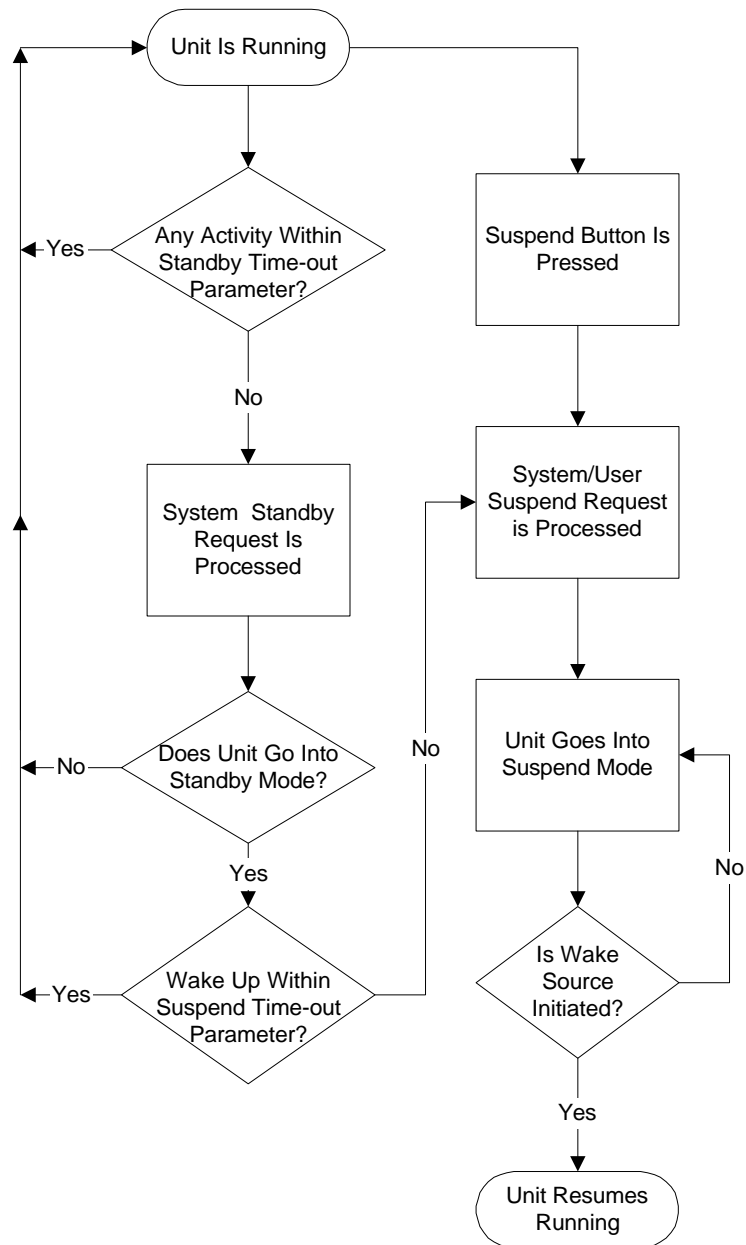 Unit Is Running
Any Activity Within
Standby Time-out
Parameter?
Yes
No
System Standby
Request Is
Processed
Does Unit Go Into
Standby Mode?
No
Yes
Wake Up Within
Suspend Time-out
Parameter?
Yes
No
Suspend Button Is
Pressed
System/User
Suspend Request
is Processed
Unit Goes Into
Suspend Mode
Is Wake
Source
Initiated?
No
Yes
Unit Resumes
Running